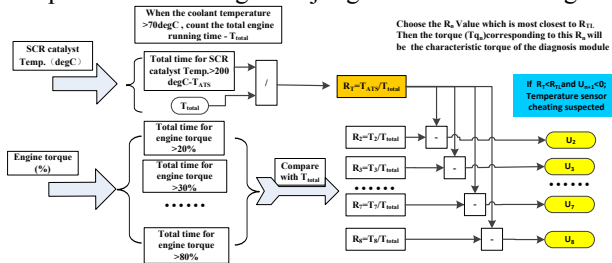 When the coolant temperature
>70degC , count the total engine
running time - Ttotal
Choose the Rn Value which is most closest to RTL
Then the torque (Tqn)corresponding to this Rn will
be the characteristic torque of the diagnosis module
SCR catalyst
Temp. (degC)
Total time for SCR
catalyst Temp.>200
degC-TATS
Ttotal
/
RT=TATS/Ttotal
If RT<RTL and Un+1<0;
Temperature sensor
cheating suspected
Engine torque
(%)
Total time for
engine torque
>20%
Total time for
engine torque
>30%
••••••
Total time for
engine torque
>80%
Compare
with Ttotal
R2=T2/Ttotal
-
U2
R3=T3/Ttotal
-
U3
••••••
••••••
R7=T7/Ttotal
-
U7
R8=T8/Ttotal
-
U8